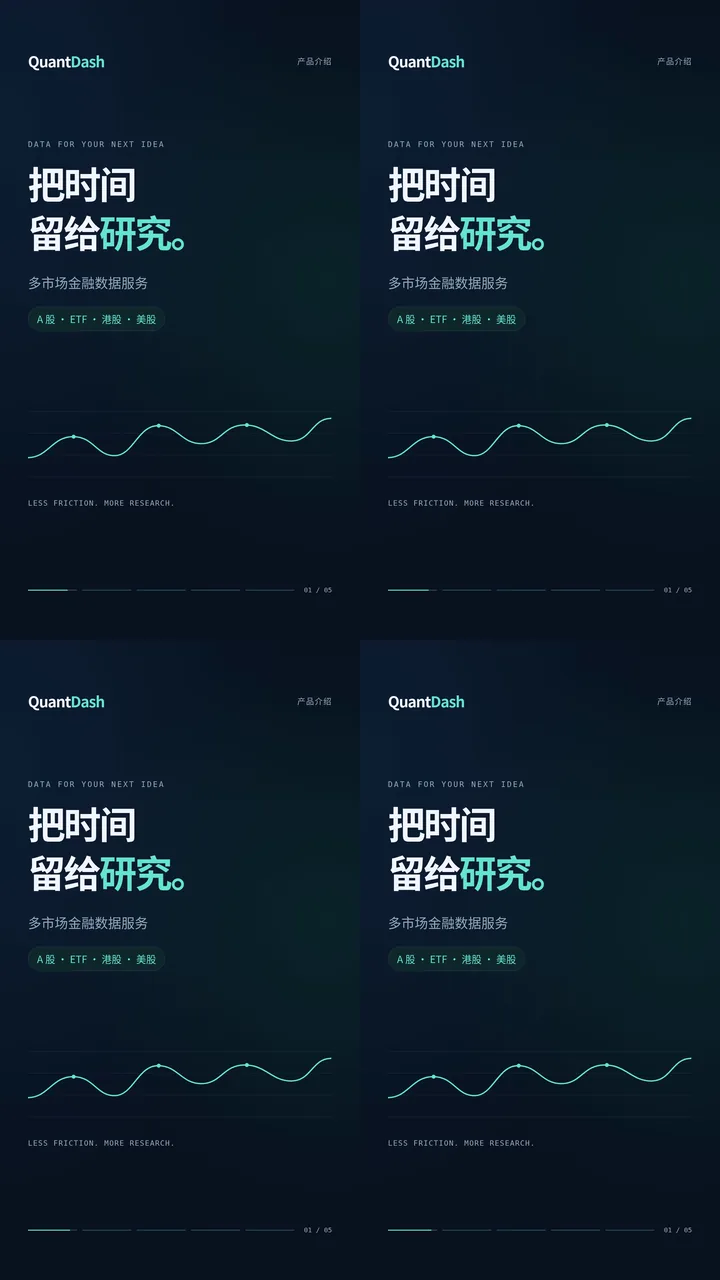 QuantDash
产品介绍
DATA FOR YOUR NEXT IDEA
把时间
留给研究。
多市场金融数据服务
A 股 · ETF · 港股 · 美股
LESS FRICTION. MORE RESEARCH.
01 / 05
QuantDash
产品介绍
DATA FOR YOUR NEXT IDEA
把时间
留给研究。
多市场金融数据服务
A 股 · ETF · 港股 · 美股
LESS FRICTION. MORE RESEARCH.
01 / 05
QuantDash
产品介绍
DATA FOR YOUR NEXT IDEA
把时间
留给研究。
多市场金融数据服务
A 股 · ETF · 港股 · 美股
LESS FRICTION. MORE RESEARCH.
01 / 05
QuantDash
产品介绍
DATA FOR YOUR NEXT IDEA
把时间
留给研究。
多市场金融数据服务
A 股 · ETF · 港股 · 美股
LESS FRICTION. MORE RESEARCH.
01 / 05